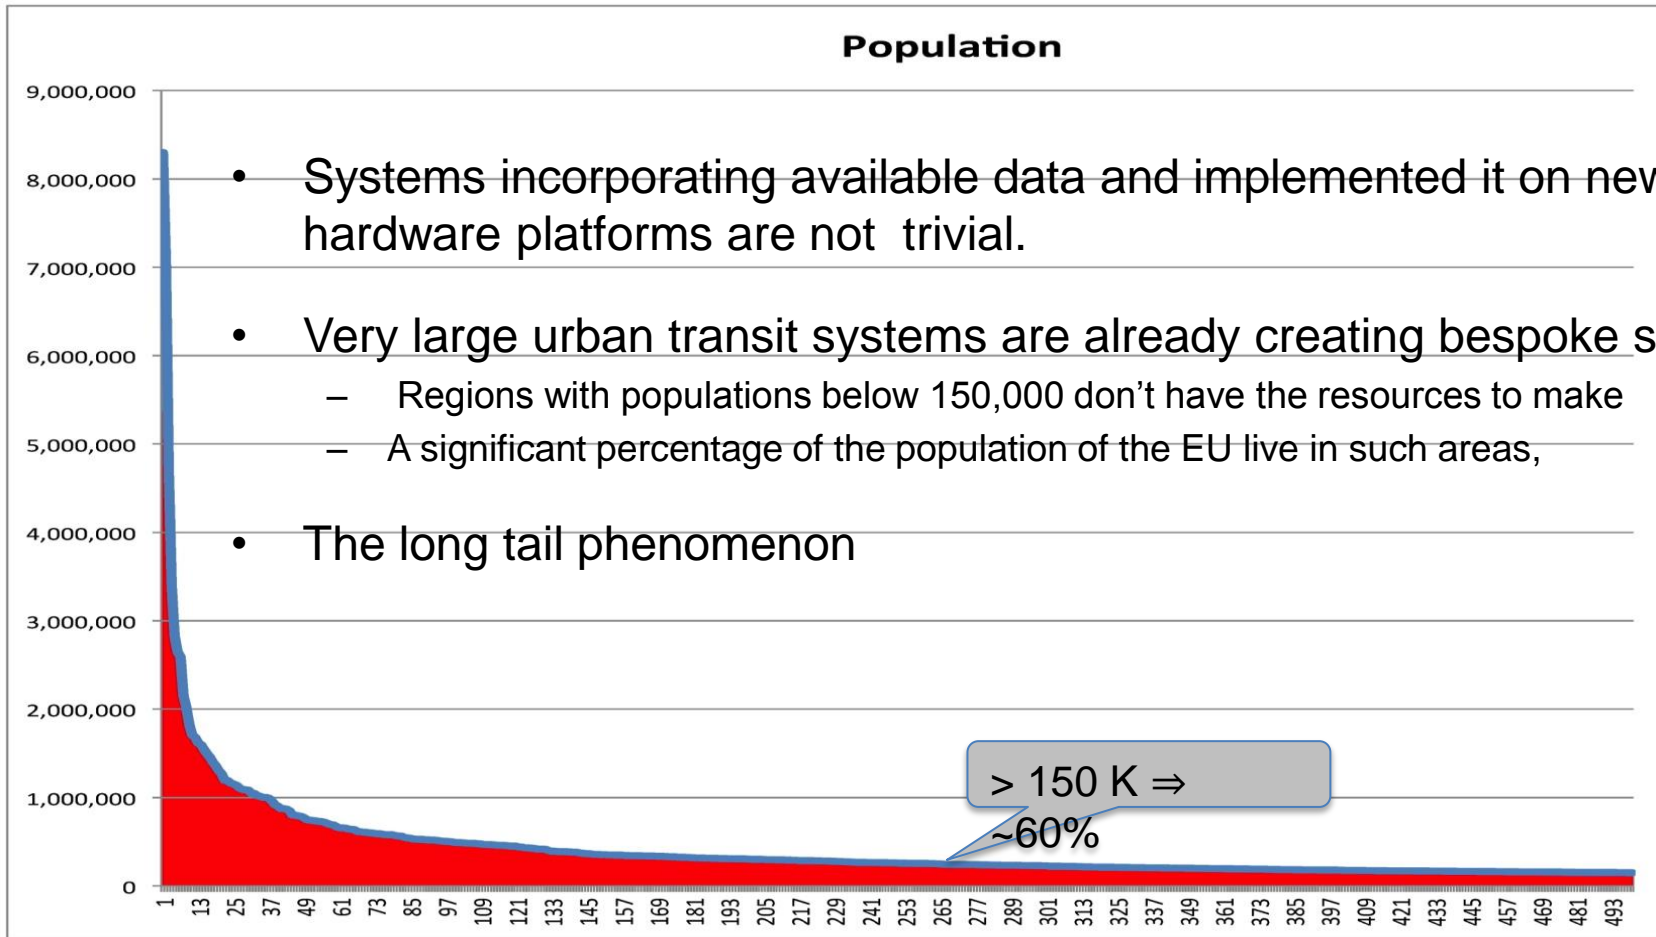 Population
9,000,000
8,000,000
7,000,000
6,000,000
5,000,000
4,000,000
3,000,000
2,000,000
1,000,000
0
• Systems incorporating available data and implemented it on new
hardware platforms are not trivial.
• Very large urban transit systems are already creating bespoke s
– Regions with populations below 150,000 don’t have the resources to make
– A significant percentage of the population of the EU live in such areas,
• The long tail phenomenon
> 150 K ⇒
~60%
1 13 25 37 49 61 73 85 97 109 121 133 145 157 169 181 193 205 217 229 241 253 265 277 289 301 313 325 337 349 361 373 385 397 409 421 433 445 457 469 481 493